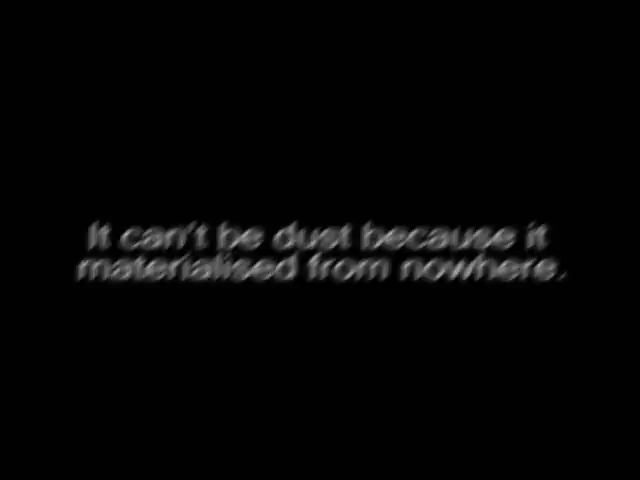 It can't be dust because it
materialised from nowhere.